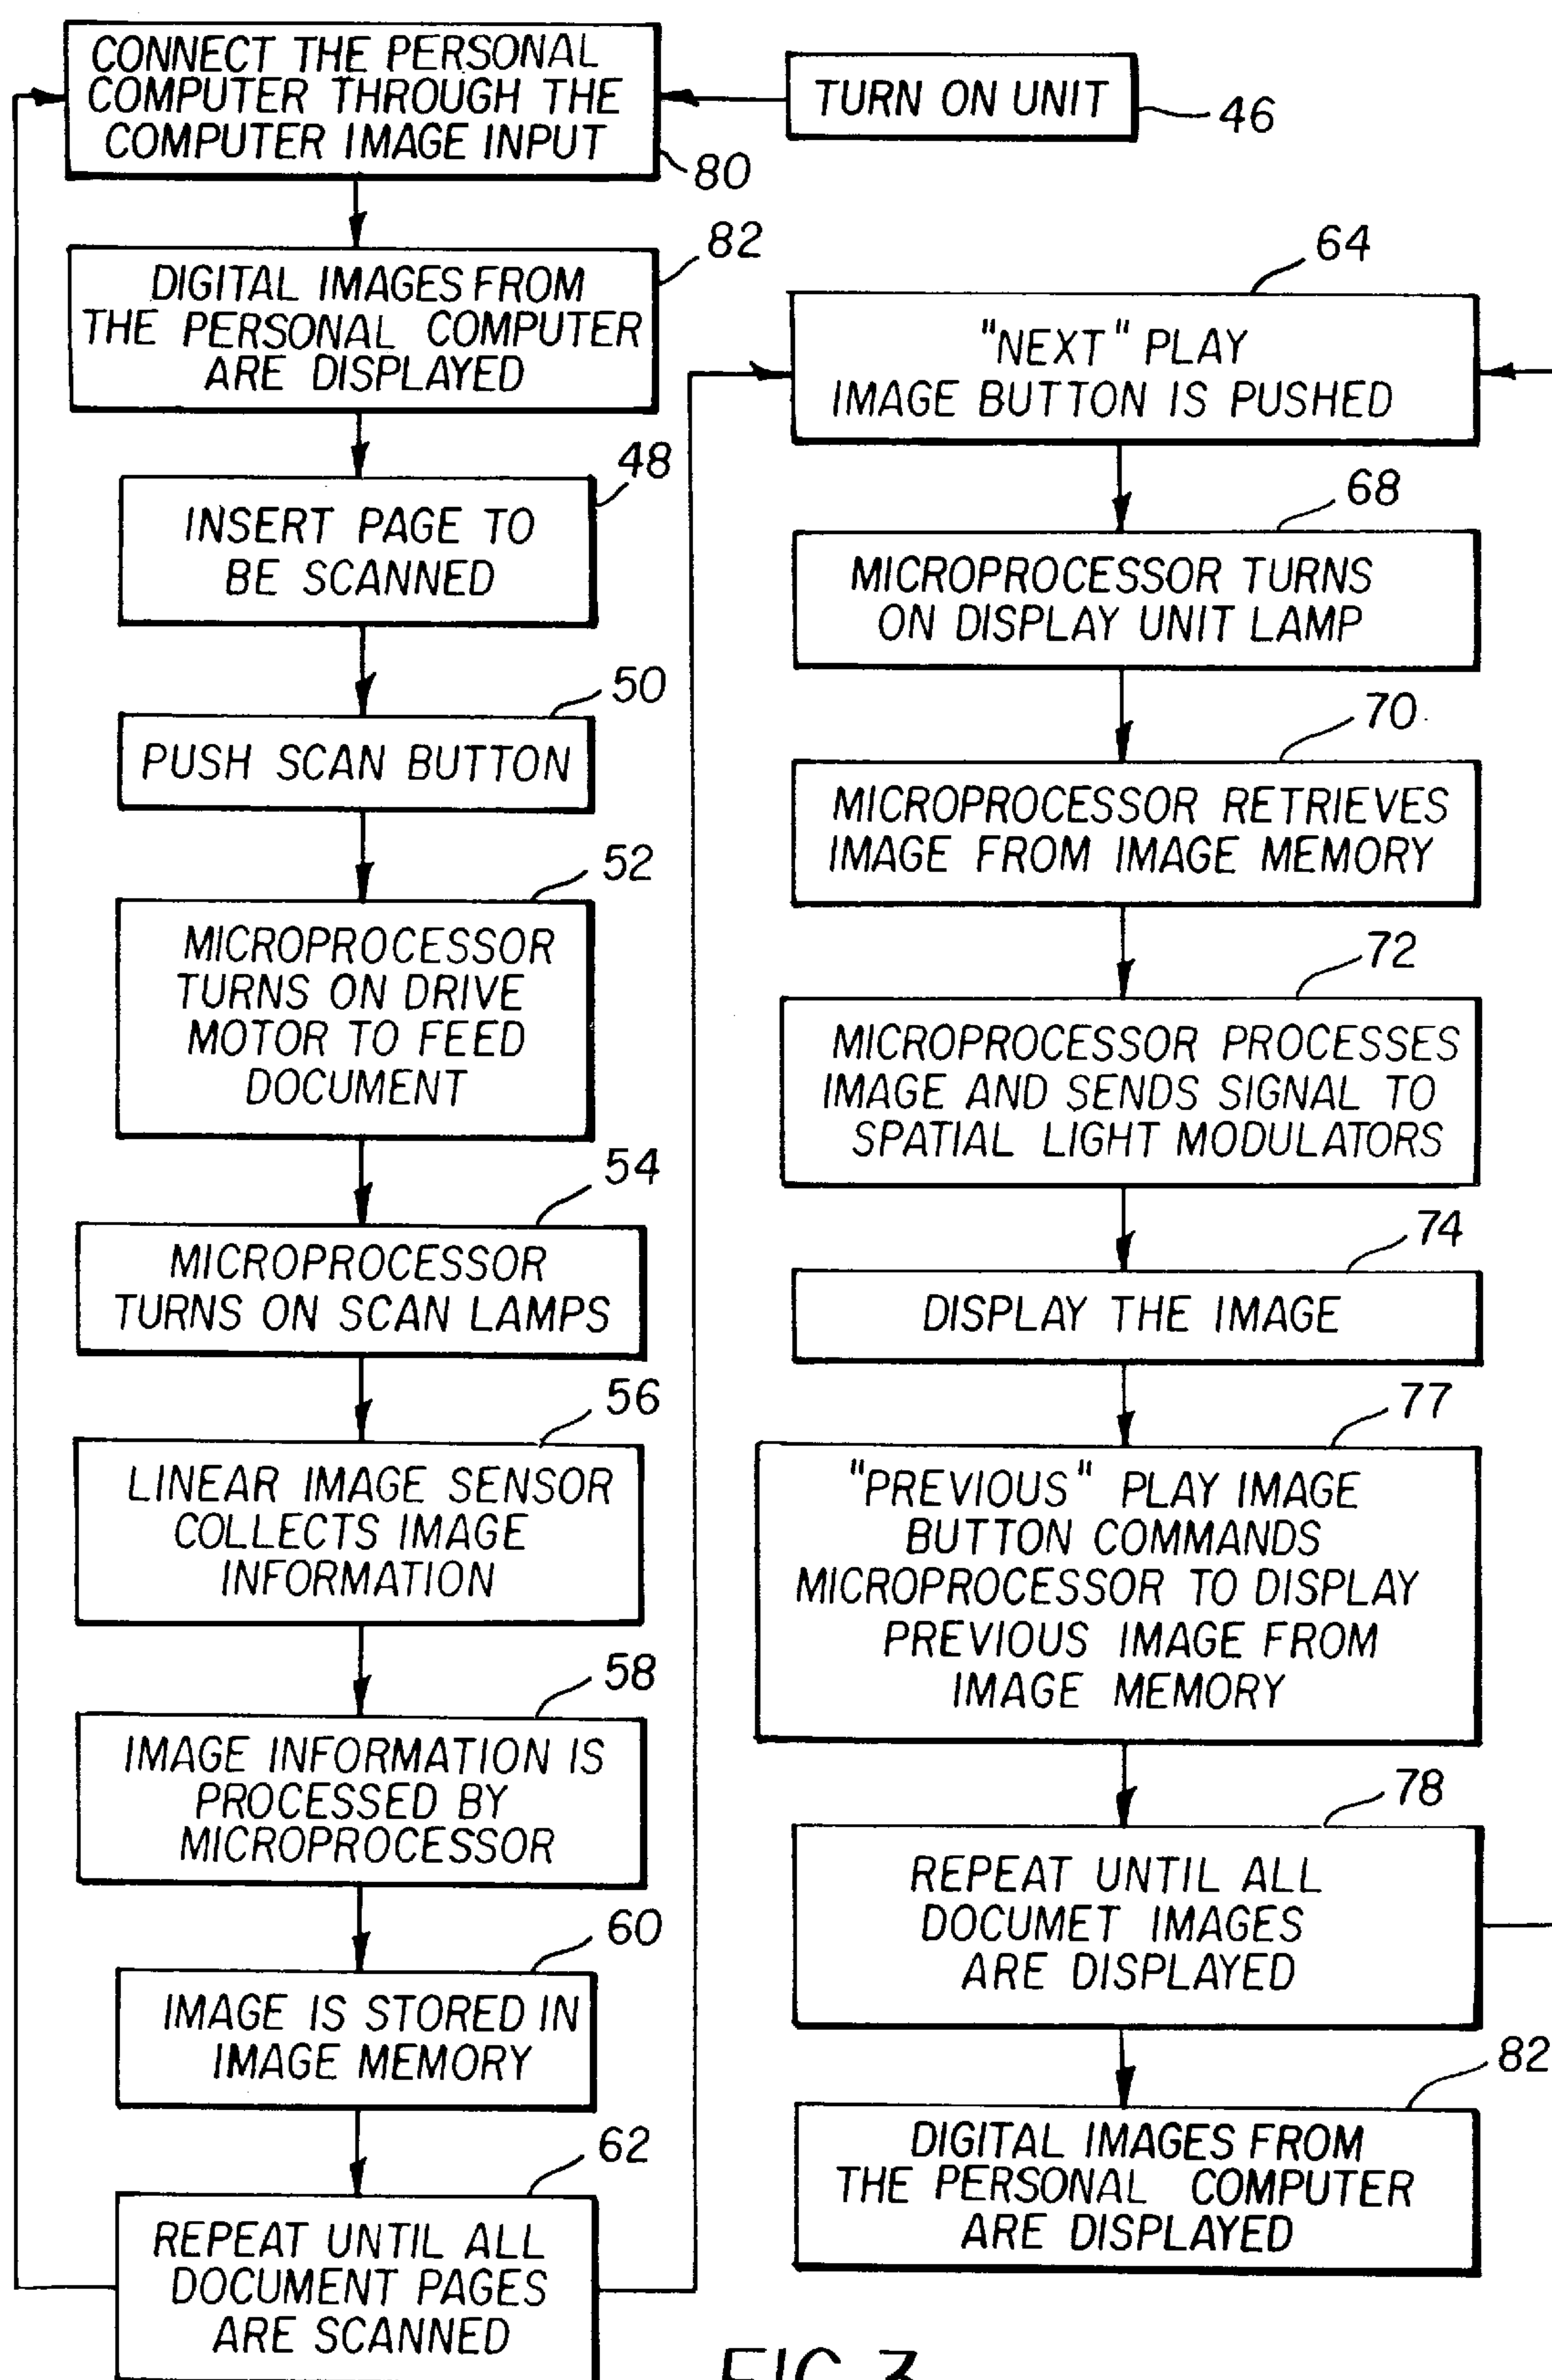 CONNECT THE PERSONAL
COMPUTER THROUGH THE
COMPUTER IMAGE INPUT
80
TURN ON UNIT
46
82
DIGITAL IMAGES FROM
THE PERSONAL COMPUTER
ARE DISPLAYED
48
INSERT PAGE TO
BE SCANNED
50
PUSH SCAN BUTTON
52
MICROPROCESSOR
TURNS ON DRIVE
MOTOR TO FEED
DOCUMENT
54
MICROPROCESSOR
TURNS ON SCAN LAMPS
56
LINEAR IMAGE SENSOR
COLLECTS IMAGE
INFORMATION
58
IMAGE INFORMATION IS
PROCESSED BY
MICROPROCESSOR
60
IMAGE IS STORED IN
IMAGE MEMORY
62
REPEAT UNTIL ALL
DOCUMENT PAGES
ARE SCANNED
64
"NEXT" PLAY
IMAGE BUTTON IS PUSHED
68
MICROPROCESSOR TURNS
ON DISPLAY UNIT LAMP
70
MICROPROCESSOR RETRIEVES
IMAGE FROM IMAGE MEMORY
72
MICROPROCESSOR PROCESSES
IMAGE AND SENDS SIGNAL TO
SPATIAL LIGHT MODULATORS
74
DISPLAY THE IMAGE
77
"PREVIOUS" PLAY IMAGE
BUTTON COMMANDS
MICROPROCESSOR TO DISPLAY
PREVIOUS IMAGE FROM
IMAGE MEMORY
78
REPEAT UNTIL ALL
DOCUMET IMAGES
ARE DISPLAYED
82
DIGITAL IMAGES FROM
THE PERSONAL COMPUTER
ARE DISPLAYED
FIG. 3